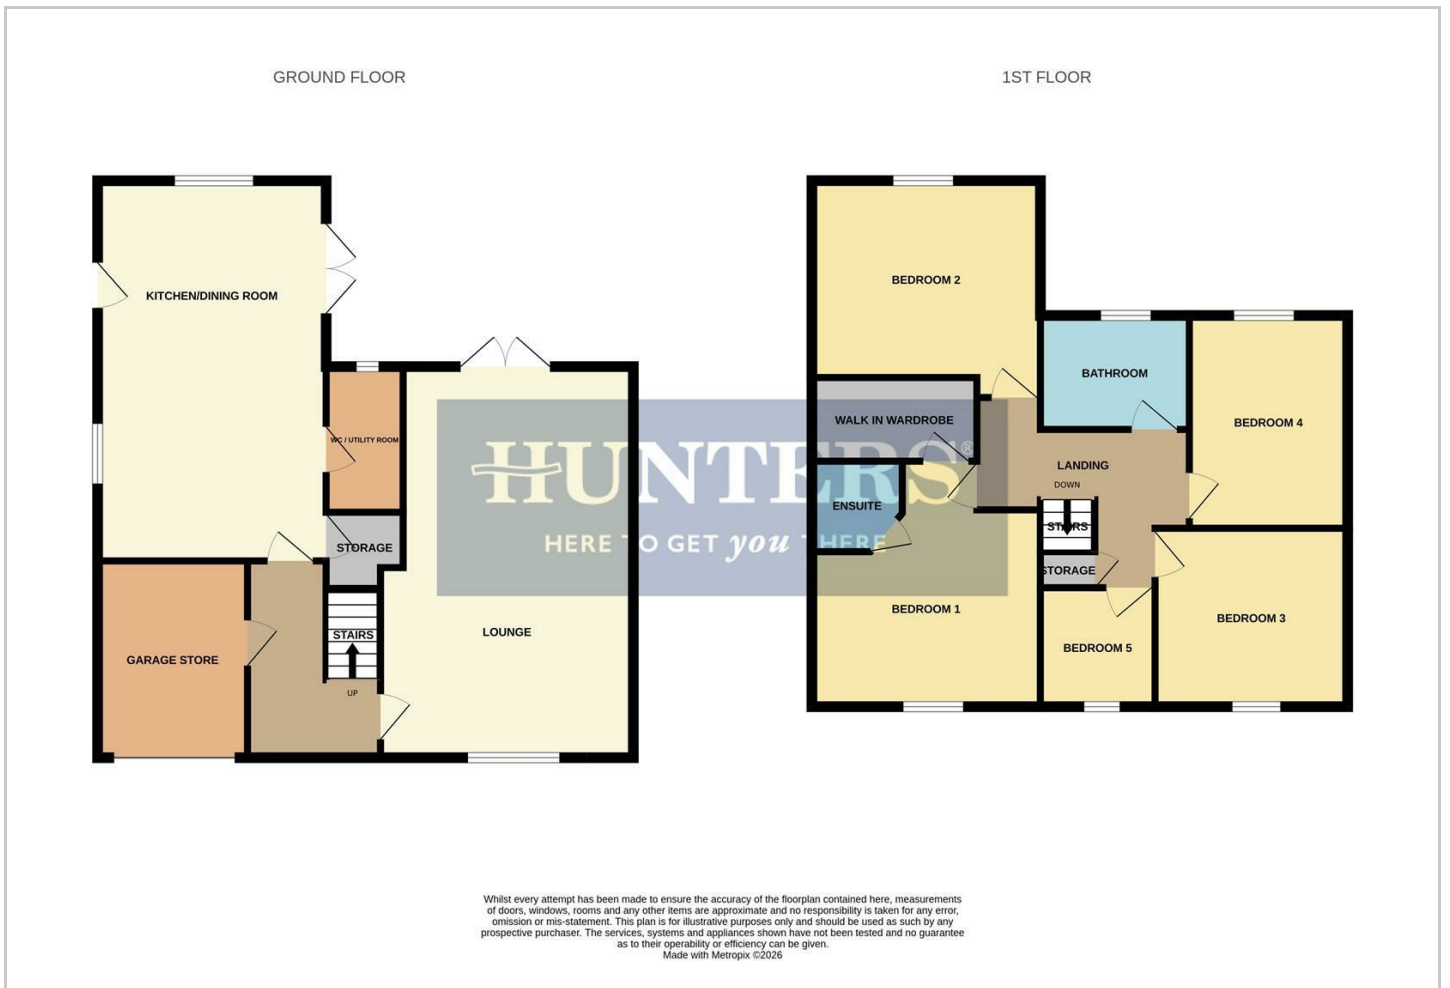 GROUND FLOOR
1ST FLOOR
KITCHEN/DINING ROOM
WC / UTILITY ROOM
STORAGE
GARAGE STORE
STAIRS
UP
LOUNGE
BEDROOM 2
BATHROOM
BEDROOM 4
WALK IN WARDROBE
LANDING
DOWN
ENSUITE
STAIRS
STORAGE
BEDROOM 1
BEDROOM 5
BEDROOM 3
HUNTERS®
HERE TO GET you THERE
Whilst every attempt has been made to ensure the accuracy of the floorplan contained here, measurements
of doors, windows, rooms and any other items are approximate and no responsibility is taken for any error,
omission or mis-statement. This plan is for illustrative purposes only and should be used as such by any
prospective purchaser. The services, systems and appliances shown have not been tested and no guarantee
as to their operability or efficiency can be given.
Made with Metropix ©2026